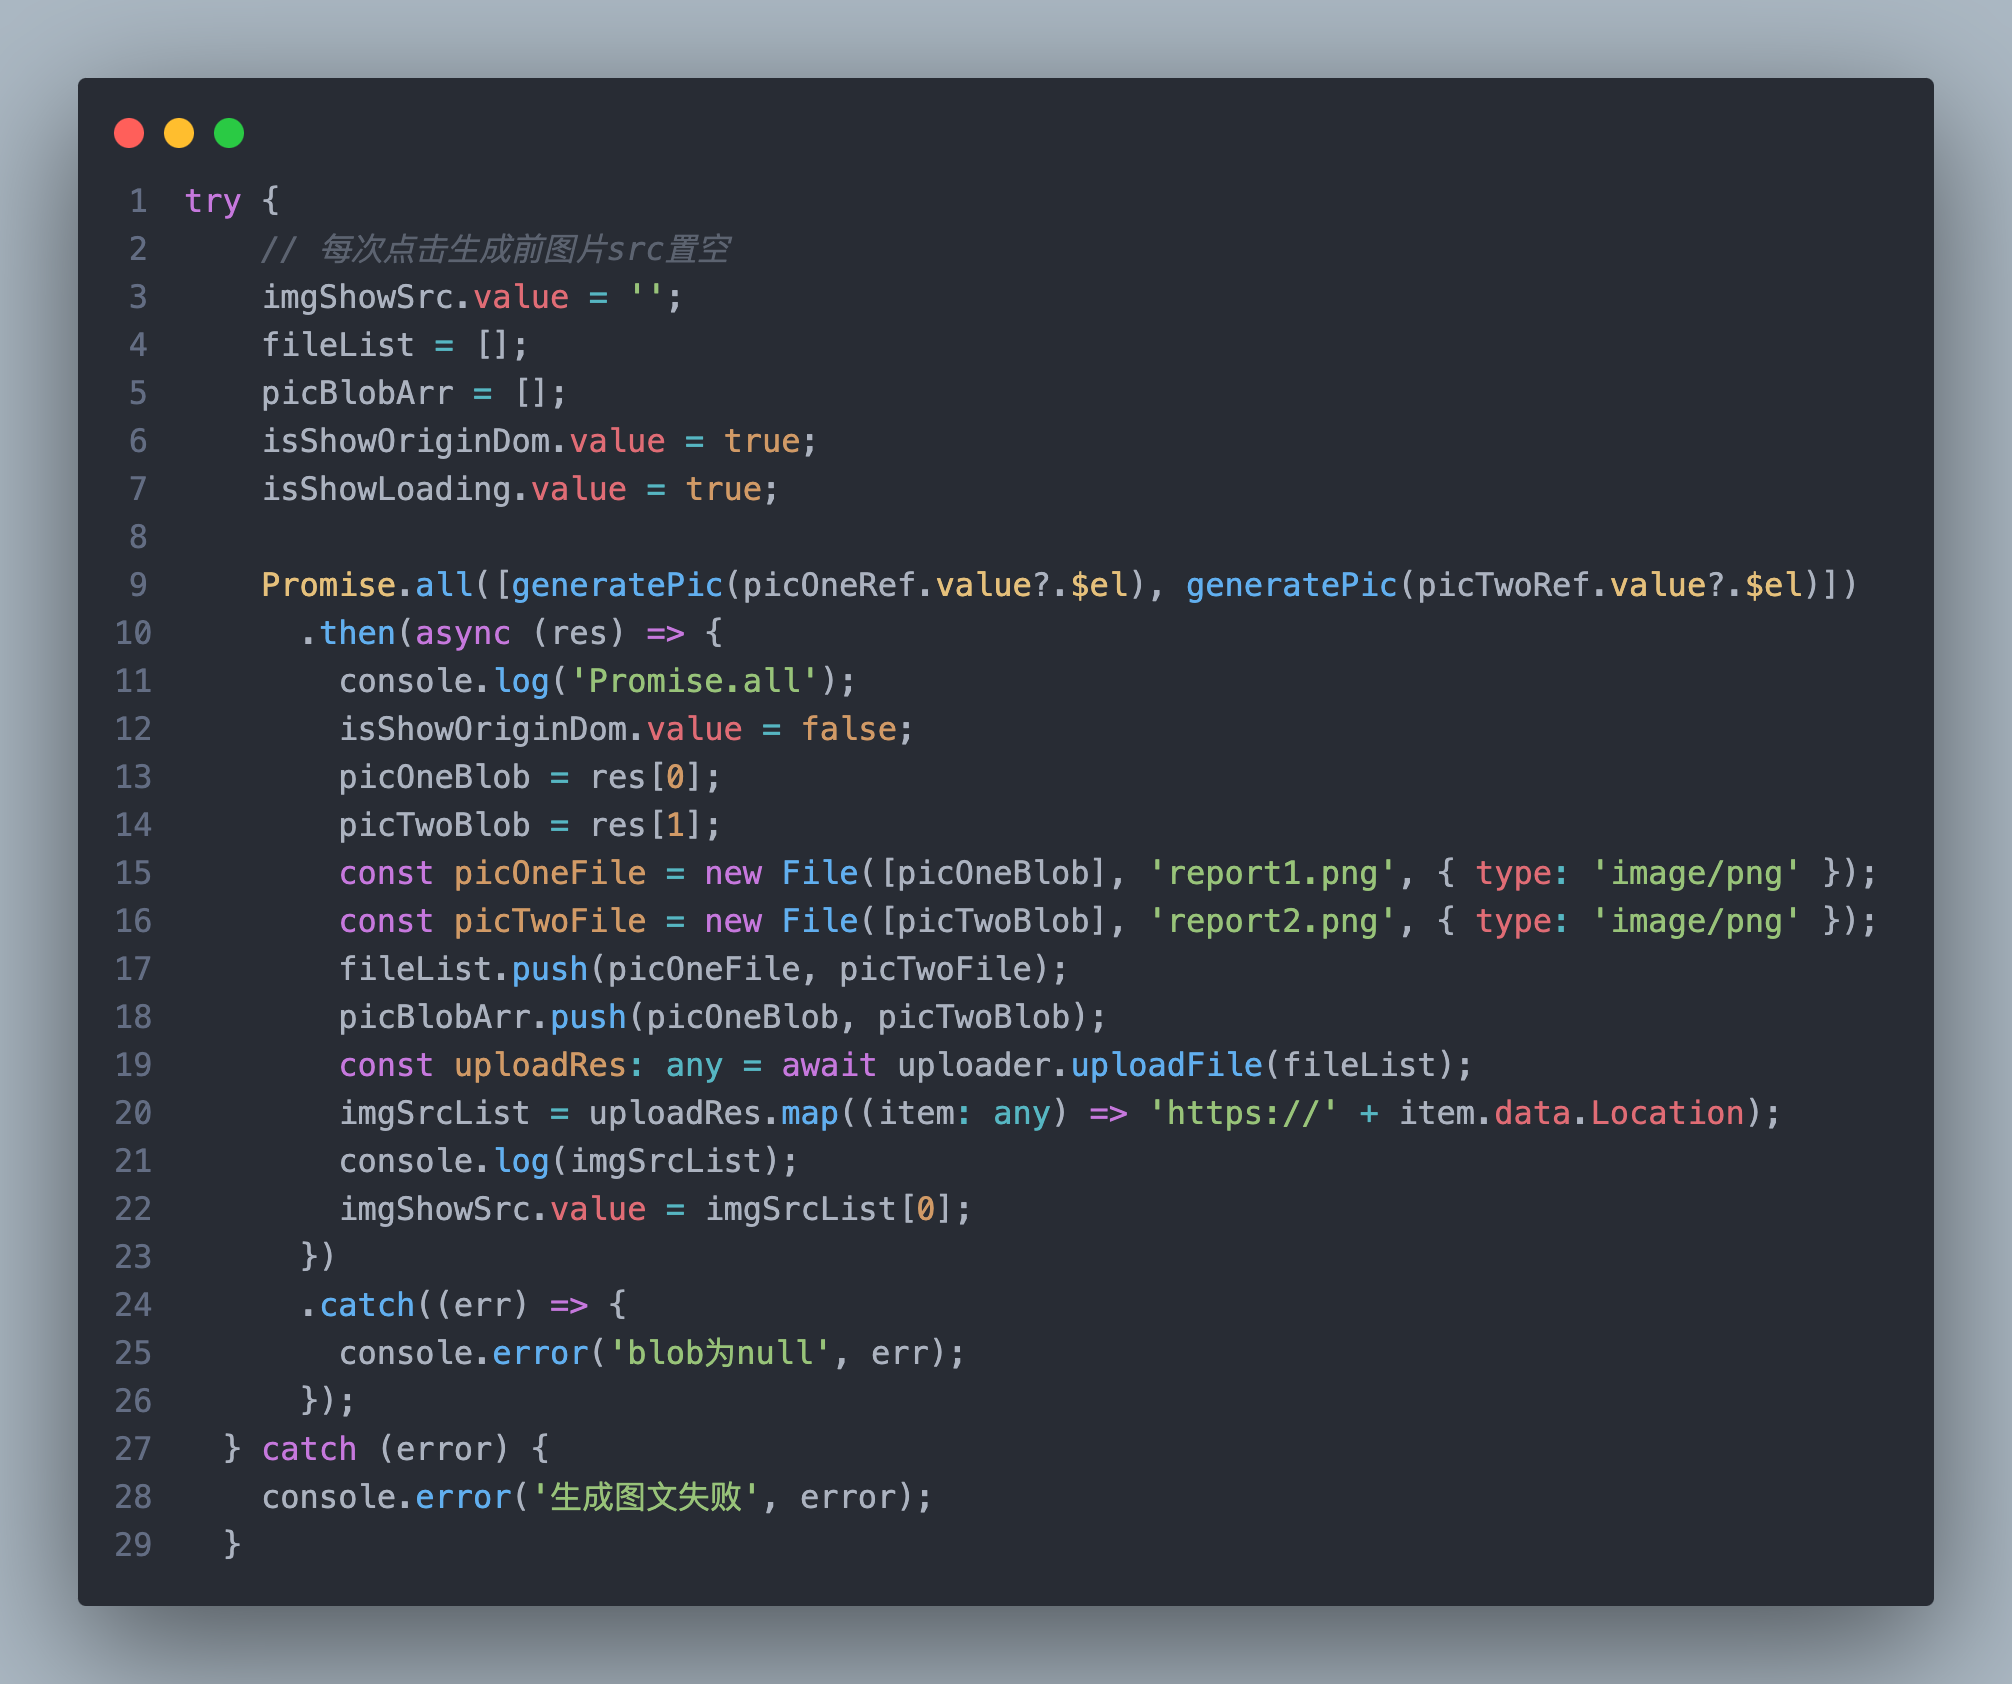 1 try {
2 // 每次点击生成前图片src置空
3 imgShowSrc.value = '';
4 fileList = [];
5 picBlobArr = [];
6 isShowOriginDom.value = true;
7 isShowLoading.value = true;
8
9 Promise.all([generatePic(picOneRef.value?.$el), generatePic(picTwoRef.value?.$el)])
10 .then(async (res) => {
11 console.log('Promise.all');
12 isShowOriginDom.value = false;
13 picOneBlob = res[0];
14 picTwoBlob = res[1];
15 const picOneFile = new File([picOneBlob], 'report1.png', { type: 'image/png' });
16 const picTwoFile = new File([picTwoBlob], 'report2.png', { type: 'image/png' });
17 fileList.push(picOneFile, picTwoFile);
18 picBlobArr.push(picOneBlob, picTwoBlob);
19 const uploadRes: any = await uploader.uploadFile(fileList);
20 imgSrcList = uploadRes.map((item: any) => 'https://' + item.data.Location);
21 console.log(imgSrcList);
22 imgShowSrc.value = imgSrcList[0];
23 })
24 .catch((err) => {
25 console.error('blob为null', err);
26 });
27 } catch (error) {
28 console.error('生成图文失败', error);
29 }